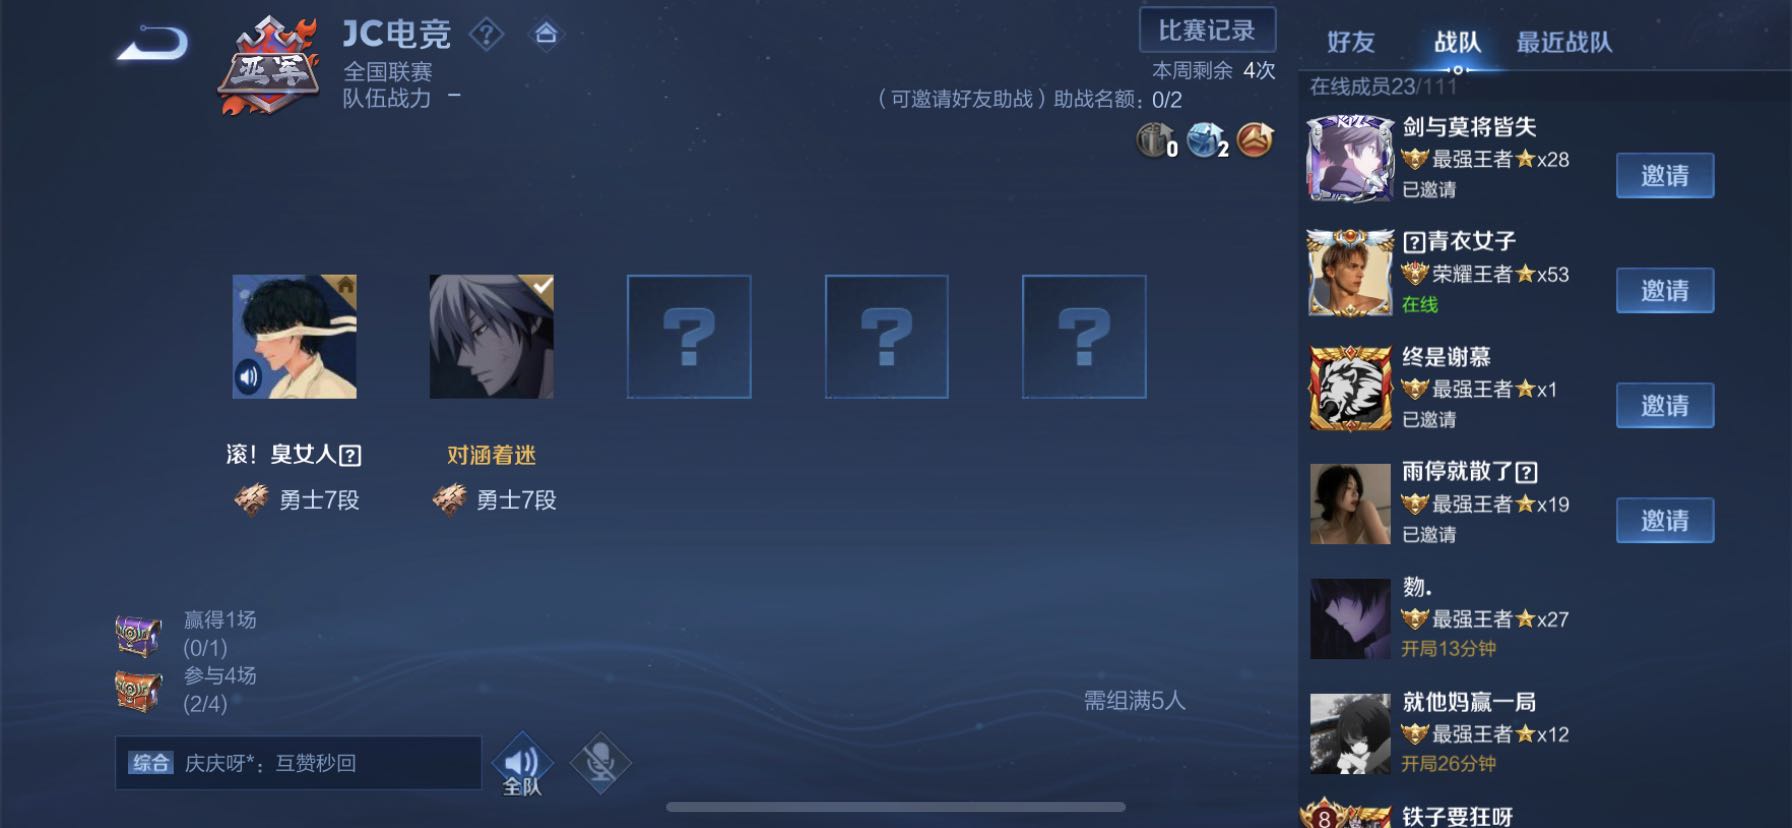 JC电竞
亚军
全国联赛
队伍战力 －
比赛记录
本周剩余 4次
（可邀请好友助战）助战名额：0/2
0 2
滚！臭女人?
勇士7段
对涵着迷
勇士7段
赢得1场
(0/1)
参与4场
(2/4)
需组满5人
综合 庆庆呀*：互赞秒回
全队
好友 战队 最近战队
在线成员23/111
剑与莫将皆失
最强王者x28
已邀请
邀请
?青衣女子
荣耀王者x53
在线
邀请
终是谢慕
最强王者x1
已邀请
邀请
雨停就散了?
最强王者x19
已邀请
邀请
最强王者x27
开局13分钟
就他妈赢一局
最强王者x12
开局26分钟
8
铁子要狂呀